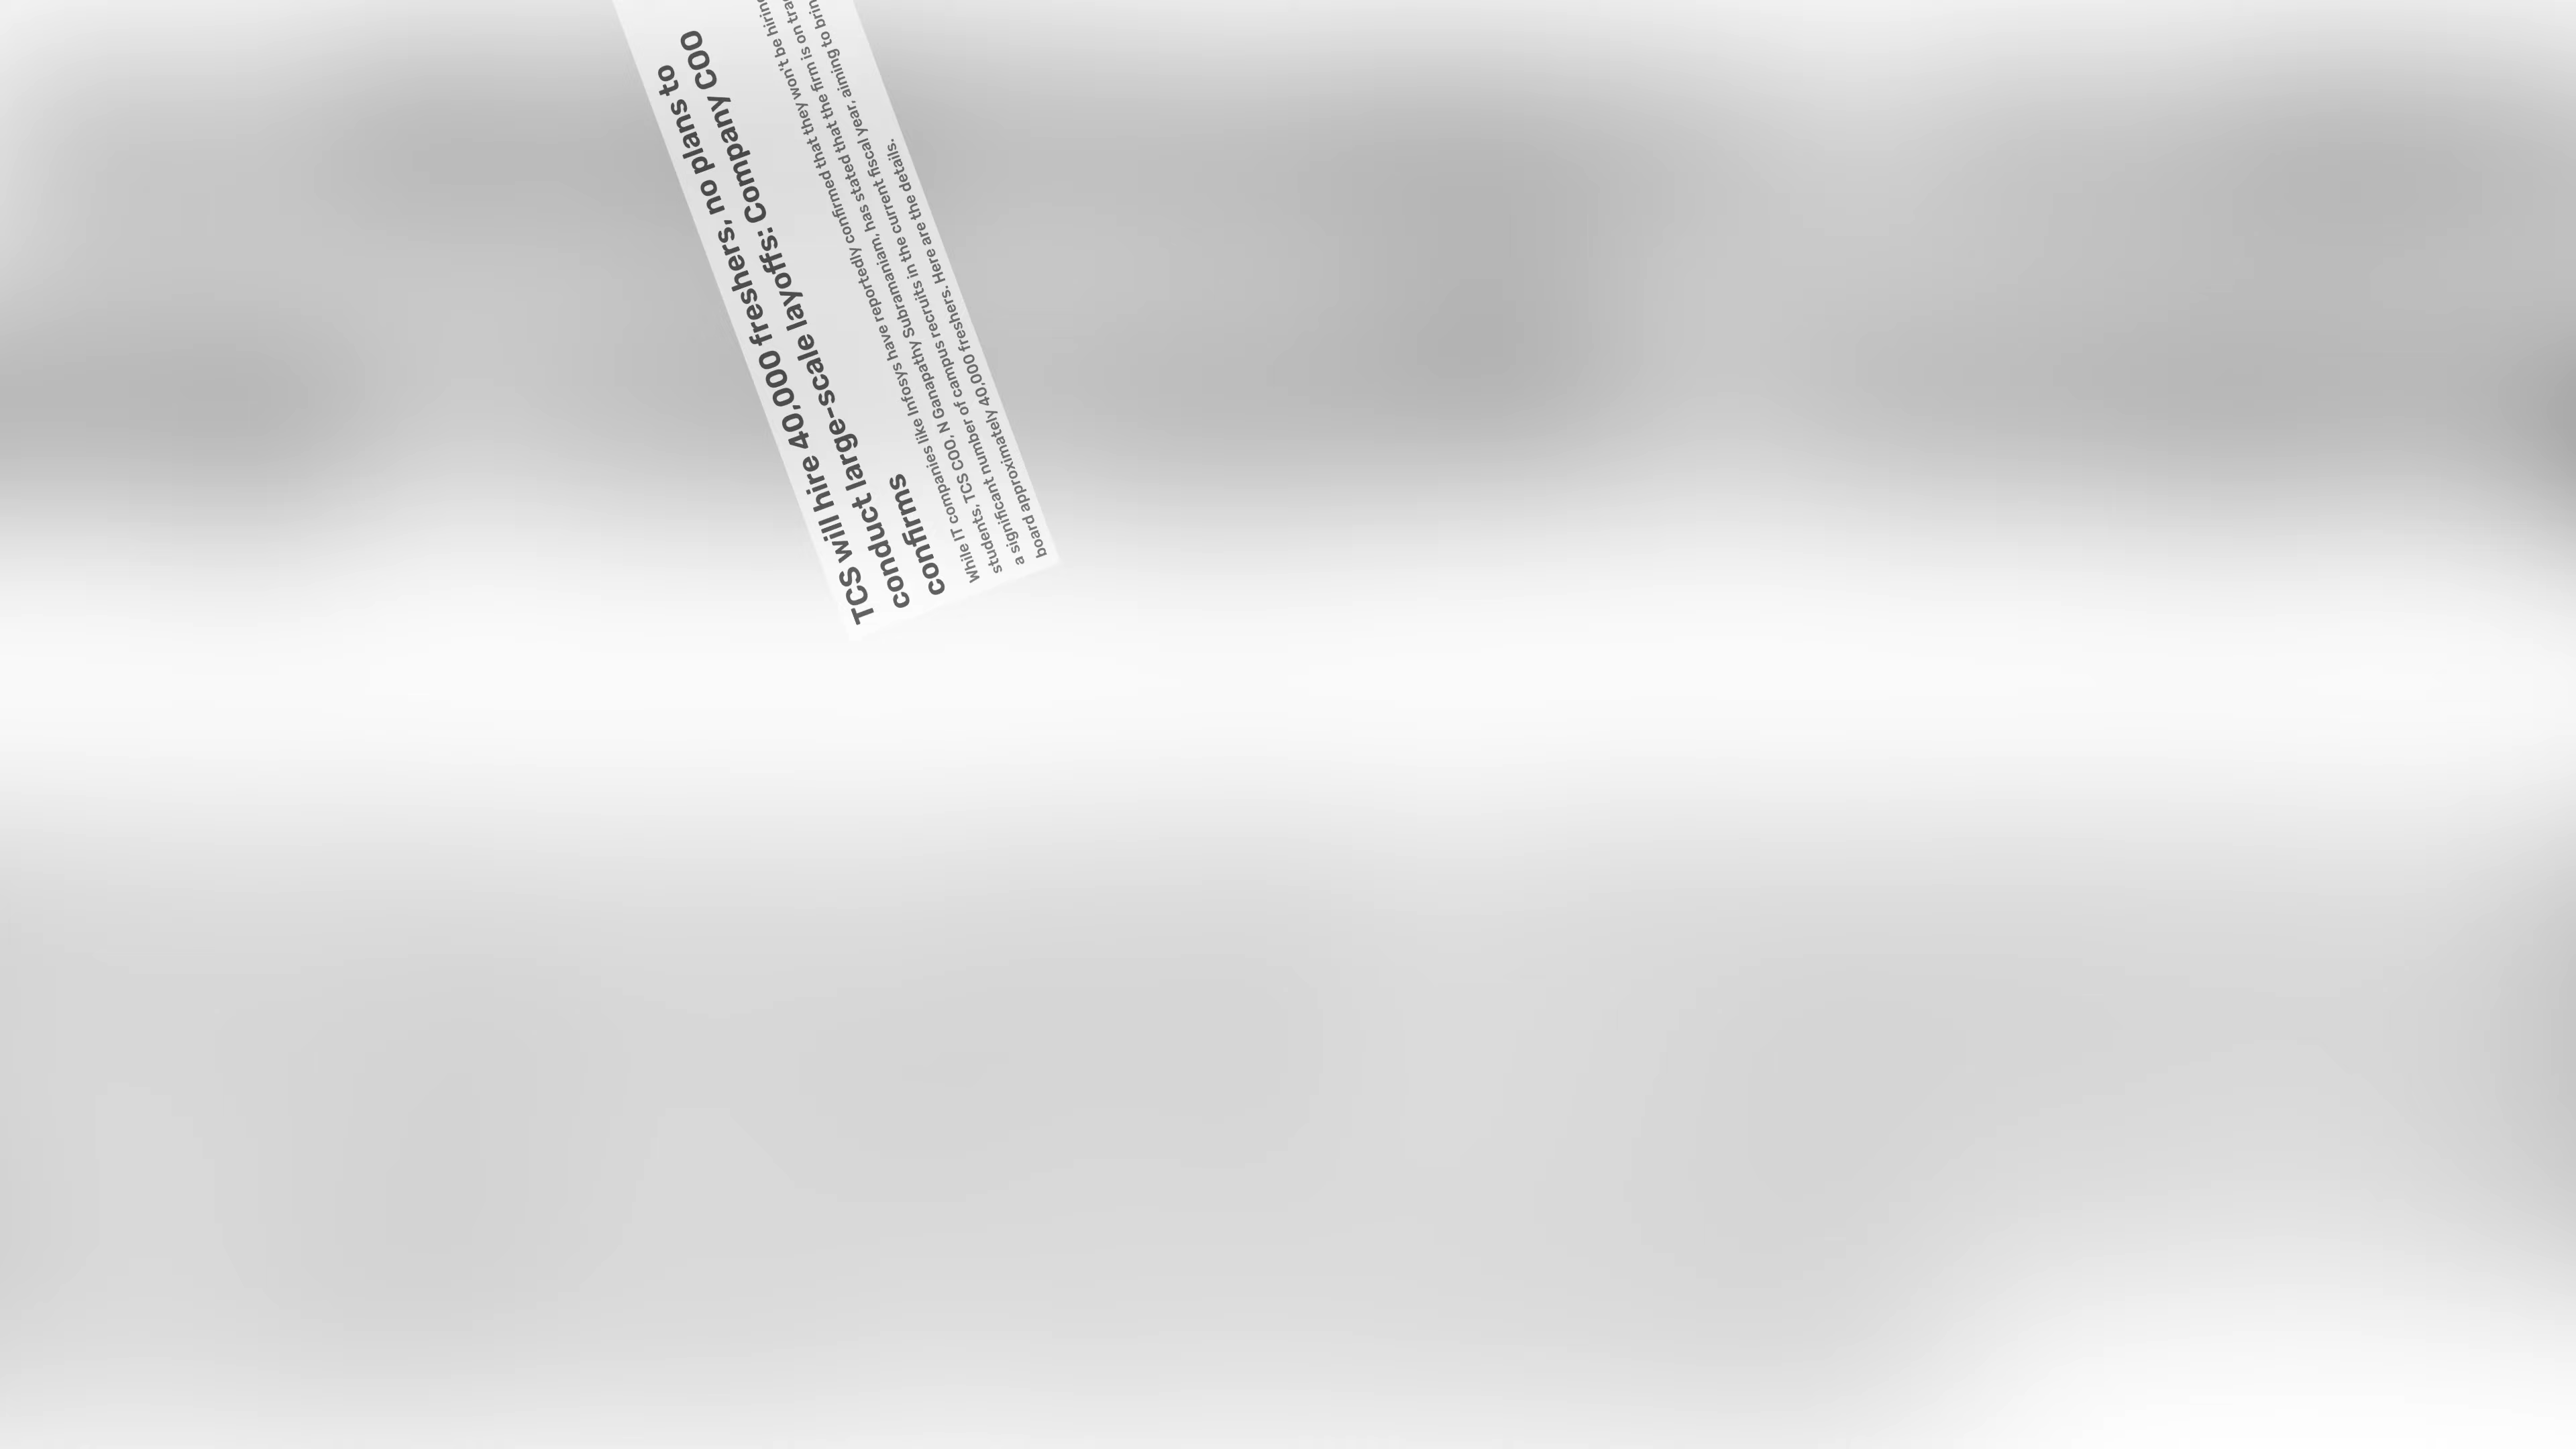 TCS will hire 40,000 freshers, no plans to
conduct large-scale layoffs: Company COO
confirms
While IT companies like Infosys have reportedly confirmed that they won't be hiring
students, TCS COO, N Ganapathy Subramaniam, has stated that the firm is on
a significant number of campus recruits in the current fiscal year, aiming to
board approximately 40,000 freshers. Here are the details.